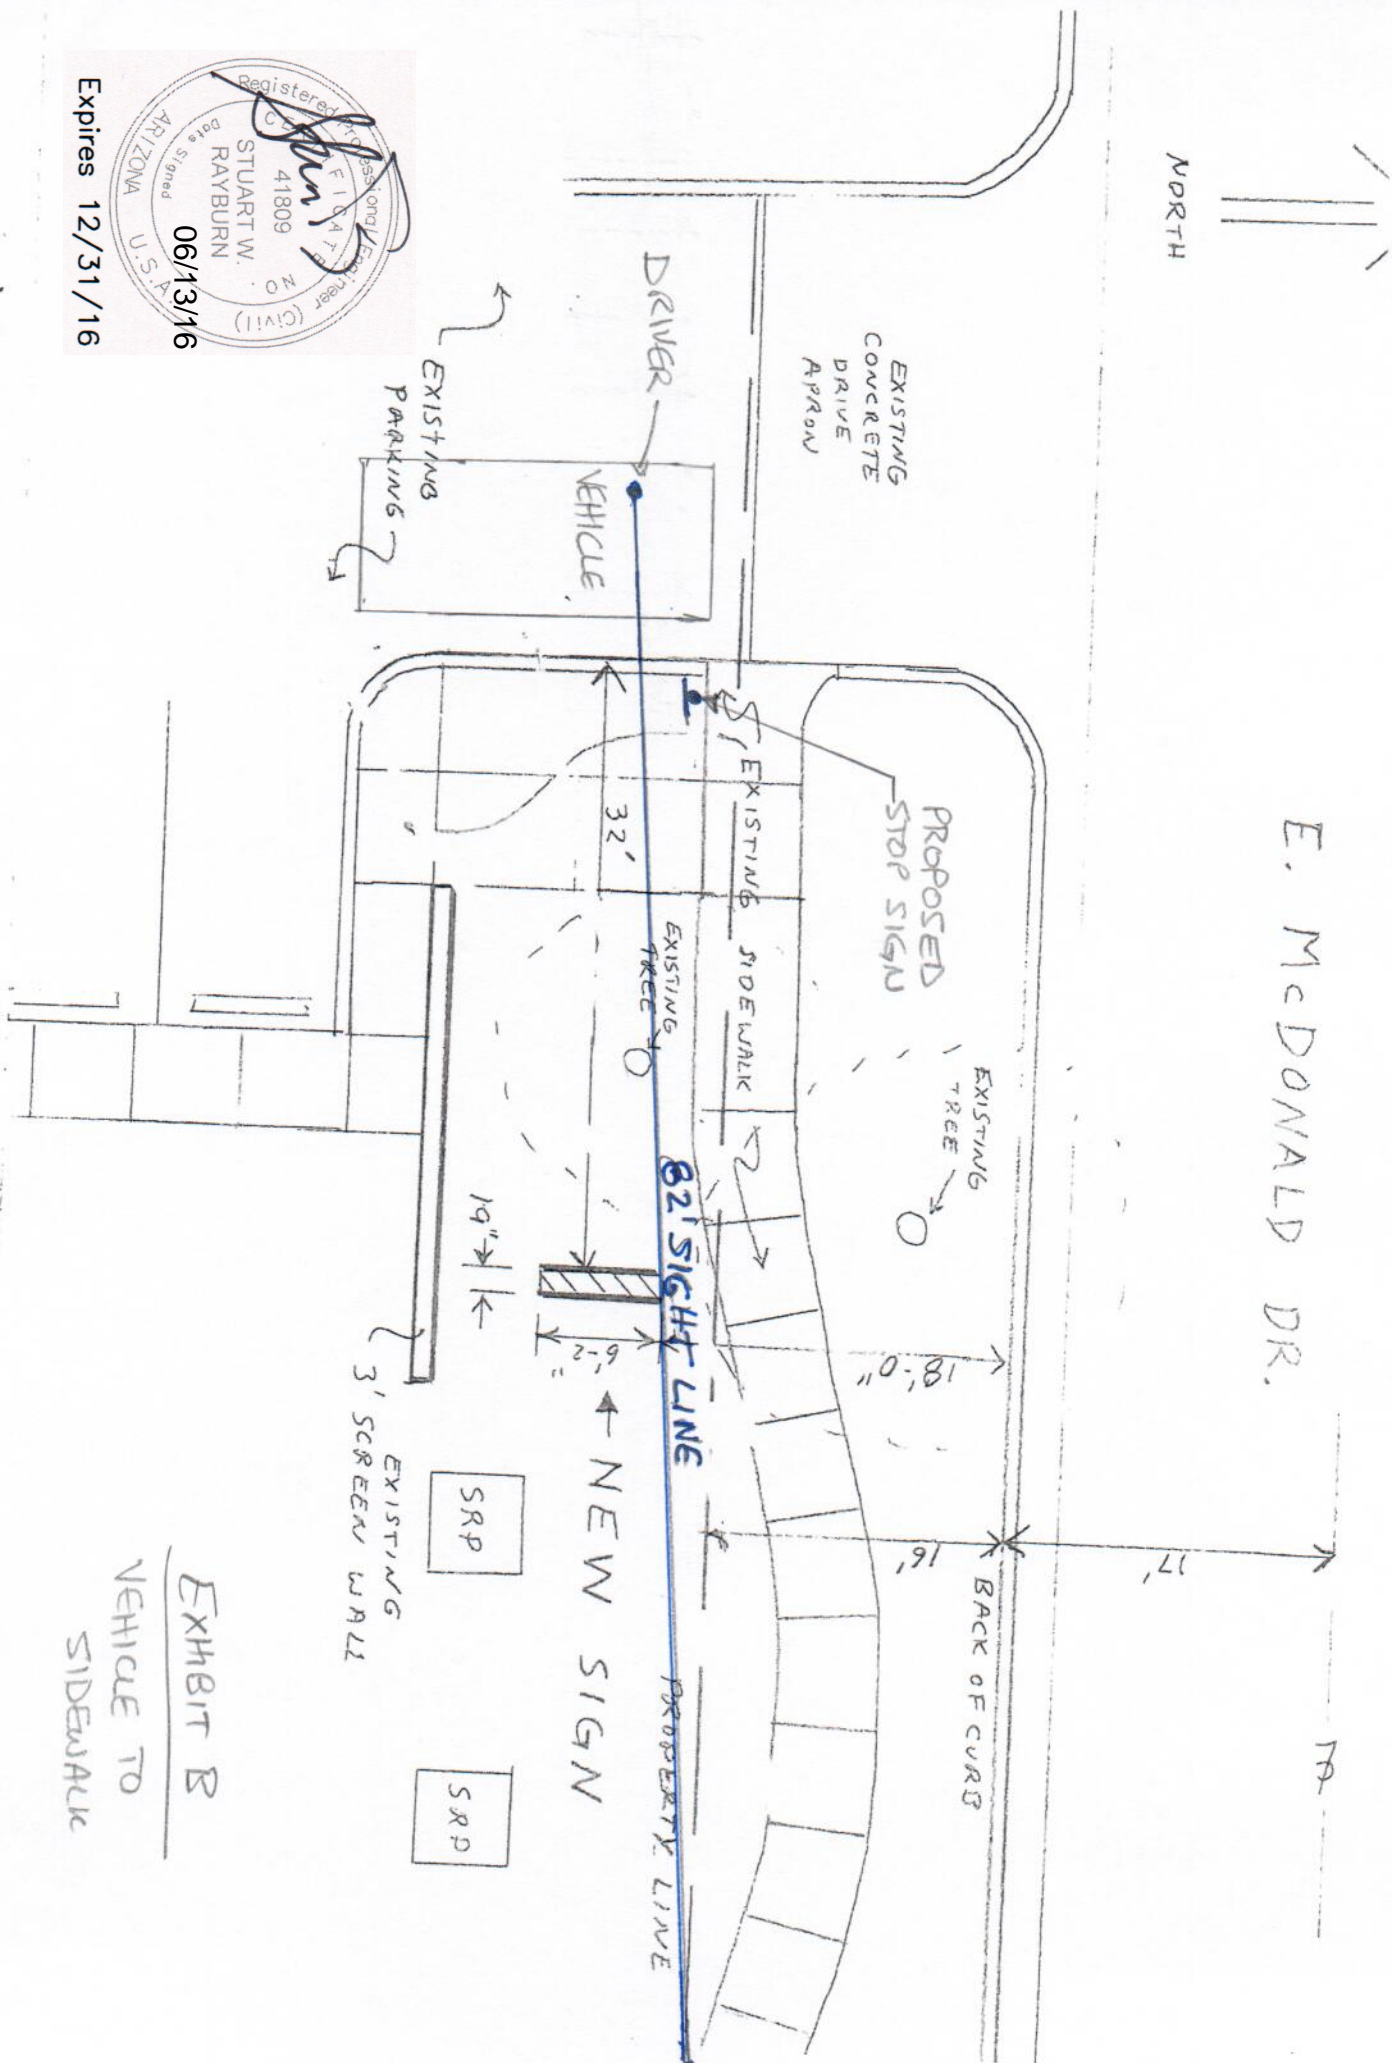 NORTH
E. McDONALD DR.
EXISTING
CONCRETE
DRIVE
APRON
DRIVER
VEHICLE
EXISTING
PARKING
PROPOSED
STOP SIGN
EXISTING SIDEWALK
EXISTING
TREE
EXISTING
TREE
32'
82' SIGHT LINE
18'-0"
16'
17'
BACK OF CURB
PROPERTY LINE
6'-2"
19"
← NEW SIGN
SRP
SRP
EXISTING
3' SCREEN WALL
EXHIBIT B
VEHICLE TO
SIDEWALK
Registered Professional Engineer (Civil)
CERTIFICATE NO.
41809
STUART W.
RAYBURN
06/13/16
Date Signed
ARIZONA U.S.A.
Expires 12/31/16